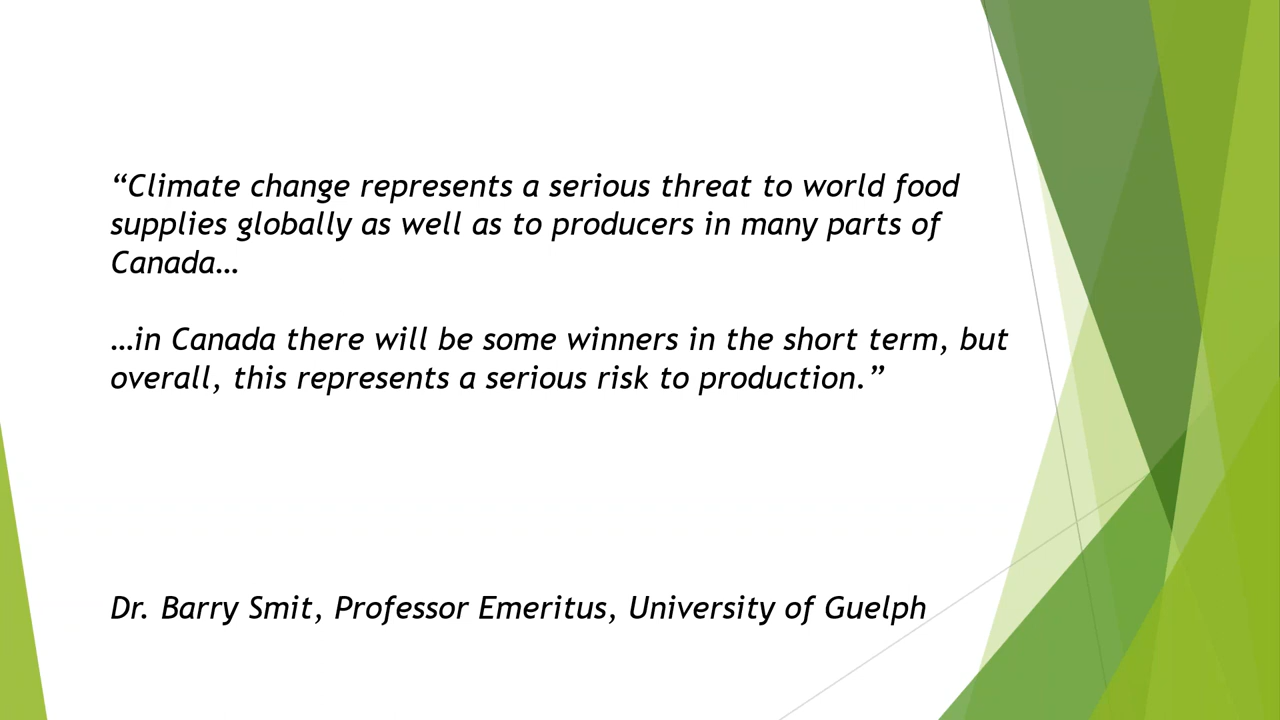 “Climate change represents a serious threat to world food
supplies globally as well as to producers in many parts of
Canada…
…in Canada there will be some winners in the short term, but
overall, this represents a serious risk to production.”
Dr. Barry Smit, Professor Emeritus, University of Guelph